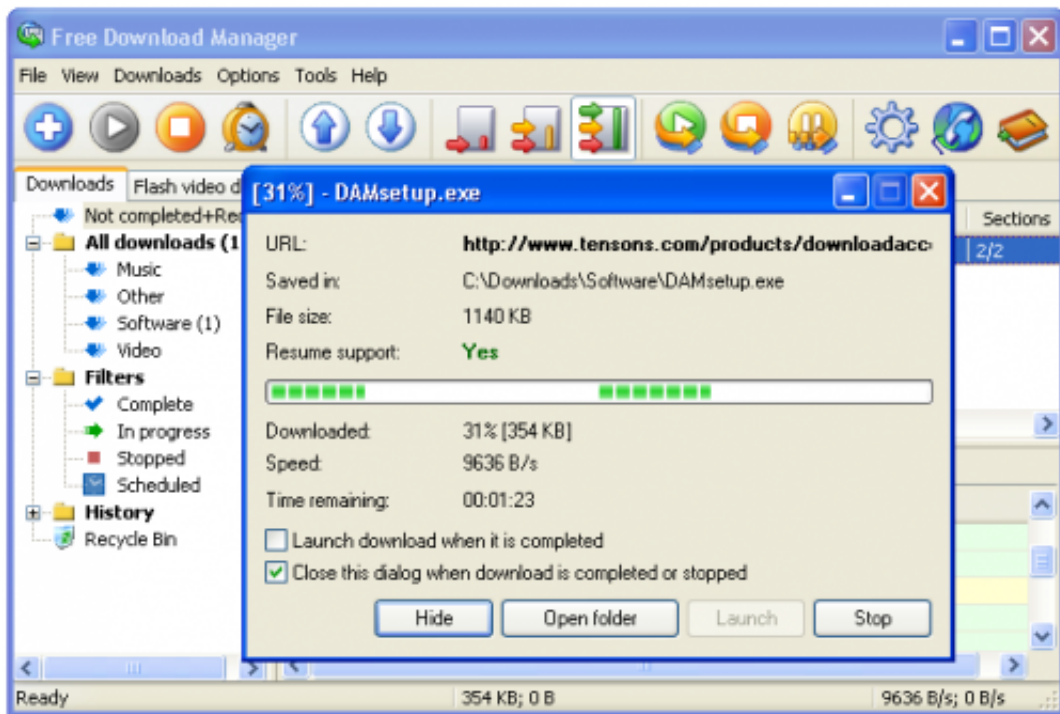 Free Download Manager
File View Downloads Options Tools Help
Downloads Flash video d
[31%] - DAMsetup.exe
Not completed+Rec
Sections
All downloads (1
2/2
Music
Other
Software (1)
Video
Filters
Complete
In progress
Stopped
Scheduled
History
Recycle Bin
URL: http://www.tensons.com/products/downloadacc
Saved in: C:\Downloads\Software\DAMsetup.exe
File size: 1140 KB
Resume support: Yes
Downloaded: 31% [354 KB]
Speed: 9636 B/s
Time remaining: 00:01:23
Launch download when it is completed
Close this dialog when download is completed or stopped
Hide Open folder Launch Stop
Ready 354 KB; 0 B 9636 B/s; 0 B/s